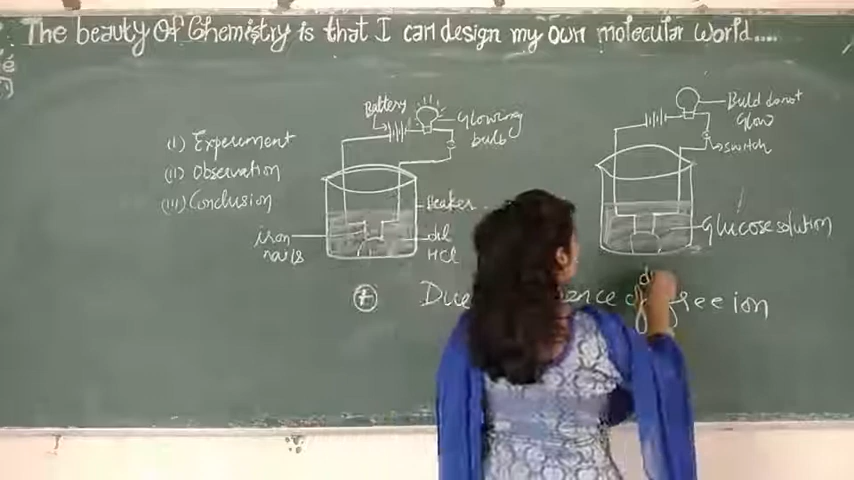 The beauty Of Chemistry is that I can design my own molecular world....
(i) Experiment
(ii) Observation
(iii) Conclusion
Battery
Glowing
bulb
Beaker
dil
HCl
iron
nails
Buld do not
Glow
switch
Glucose solution
Due ence of free ion